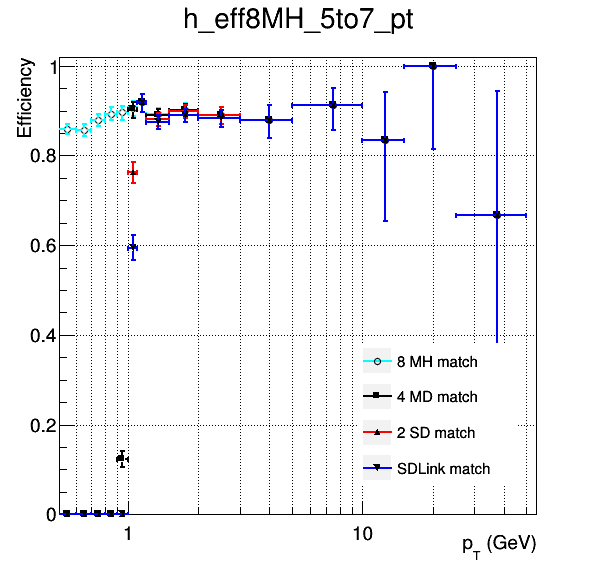 h_eff8MH_5to7_pt
Efficiency
1
0.8
0.6
0.4
0.2
0
8 MH match
4 MD match
2 SD match
SDLink match
1
10
p_T (GeV)